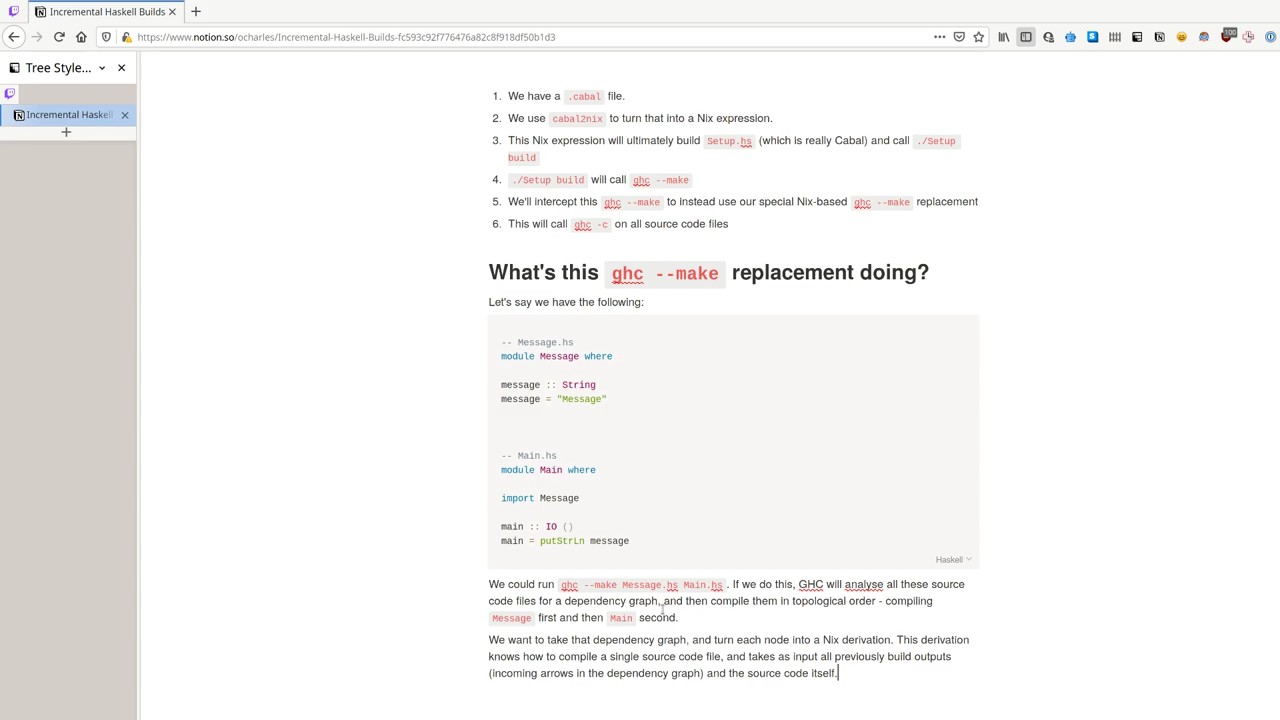 Incremental Haskell Builds
https://www.notion.so/ocharles/Incremental-Haskell-Builds-fc593c92f776476a82c8f918df50b1d3
100
Tree Style...
Incremental Haskell
1. We have a .cabal file.
2. We use cabal2nix to turn that into a Nix expression.
3. This Nix expression will ultimately build Setup.hs (which is really Cabal) and call ./Setup
build
4. ./Setup build will call ghc --make
5. We'll intercept this ghc --make to instead use our special Nix-based ghc --make replacement
6. This will call ghc -c on all source code files
What's this ghc --make replacement doing?
Let's say we have the following:
-- Message.hs
module Message where
message :: String
message = "Message"
-- Main.hs
module Main where
import Message
main :: IO ()
main = putStrLn message
Haskell
We could run ghc --make Message.hs Main.hs . If we do this, GHC will analyse all these source
code files for a dependency graph, and then compile them in topological order - compiling
Message first and then Main second.
We want to take that dependency graph, and turn each node into a Nix derivation. This derivation
knows how to compile a single source code file, and takes as input all previously build outputs
(incoming arrows in the dependency graph) and the source code itself.